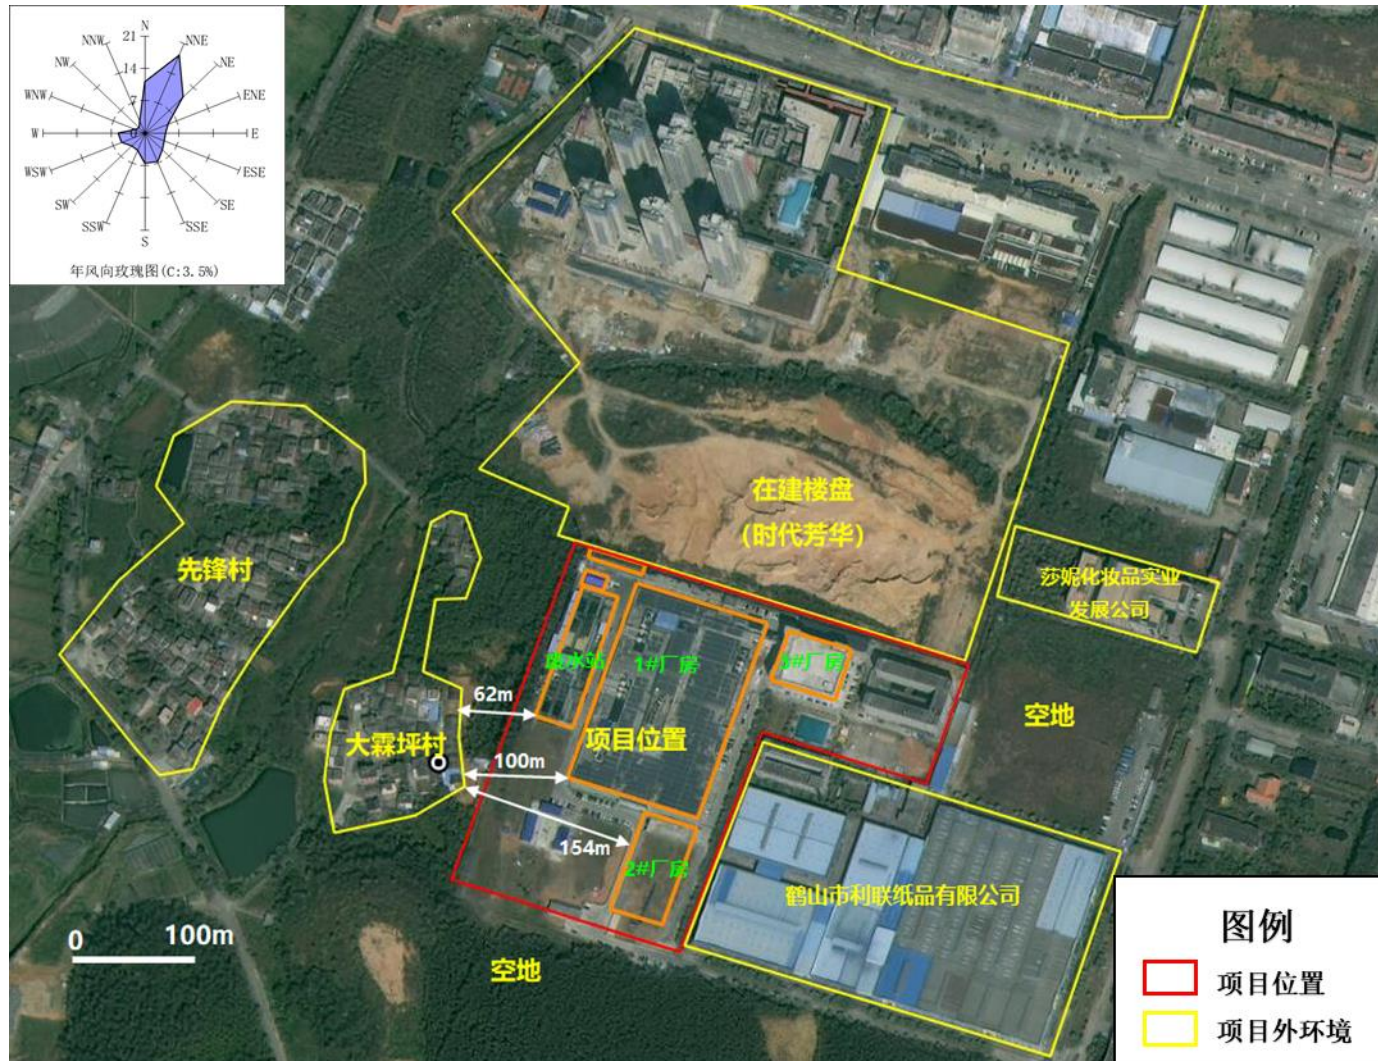 N
NNE
NE
ENE
E
ESE
SE
SSE
S
SSW
SW
WSW
W
WNW
NW
NNW
21
14
7
年风向玫瑰图(C:3.5%)
在建楼盘
(时代芳华)
先锋村
莎妮化妆品实业
发展公司
废水站
1#厂房
3#厂房
空地
62m
项目位置
大霖坪村
100m
154m
2#厂房
鹤山市利联纸品有限公司
0 100m
空地
图例
项目位置
项目外环境